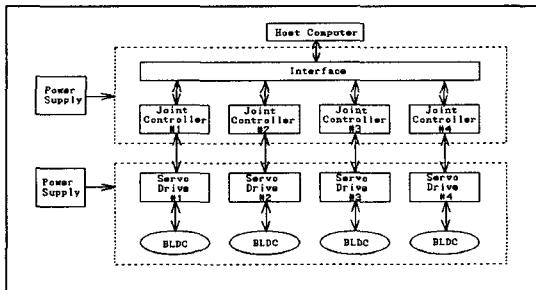 Host Computer
Interface
Power
Supply
Joint
Controller
#1
Joint
Controller
#2
Joint
Controller
#3
Joint
Controller
#4
Power
Supply
Servo
Drive
#1
Servo
Drive
#2
Servo
Drive
#3
Servo
Drive
#4
BLDC
BLDC
BLDC
BLDC